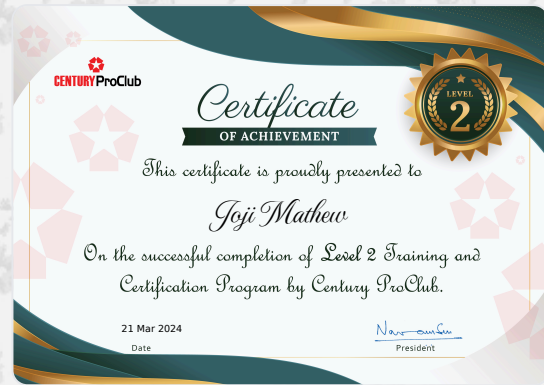 CENTURY ProClub
Certificate
OF ACHIEVEMENT
LEVEL
2
This certificate is proudly presented to
Joji Mathew
On the successful completion of Level 2 Training and
Certification Program by Century ProClub.
21 Mar 2024
Date
President